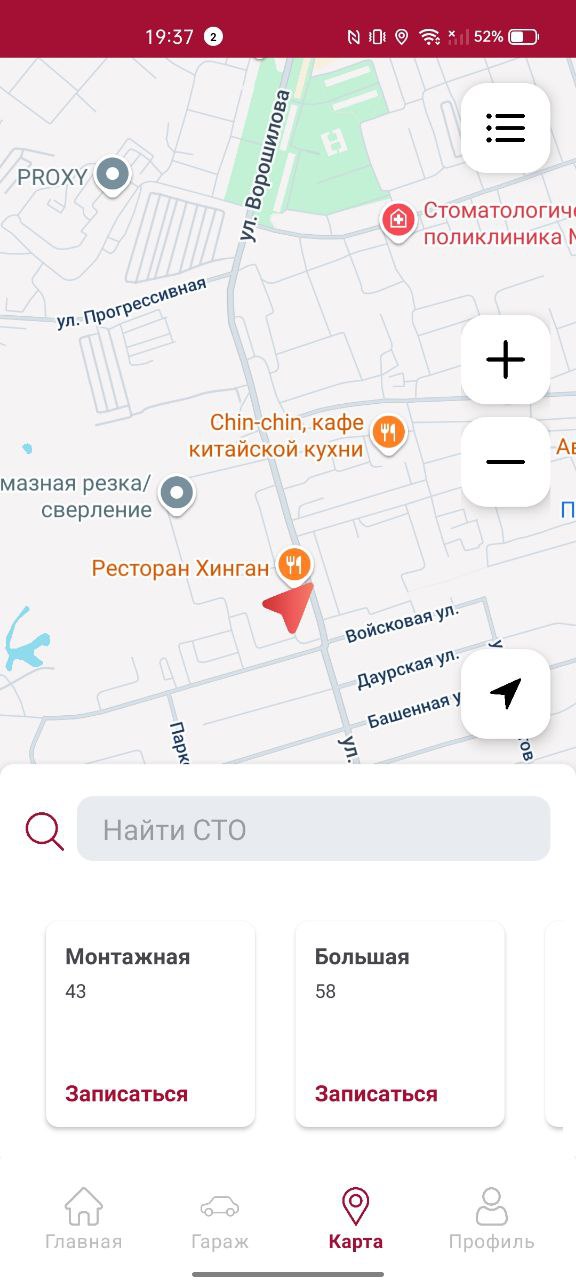 19:37
2
52%
PROXY
ул. Ворошилова
Стоматологиче
поликлиника М
ул. Прогрессивная
Chin-chin, кафе
китайской кухни
Ав
П
мазная резка/
сверление
Ресторан Хинган
Войсковая ул.
Даурская ул.
Башенная у
Парк
ул.
Найти СТО
Монтажная
43
Записаться
Большая
58
Записаться
Главная
Гараж
Карта
Профиль